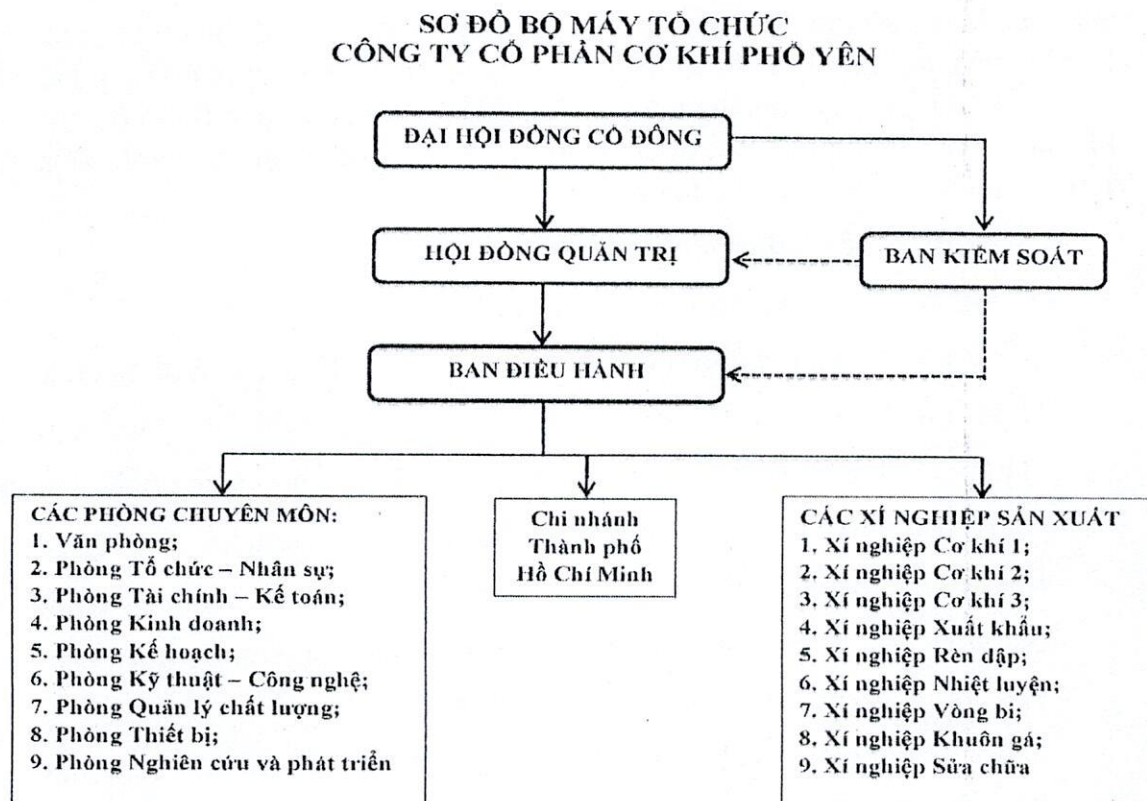 SƠ ĐỒ BỘ MÁY TỔ CHỨC
CÔNG TY CỔ PHẦN CƠ KHÍ PHỔ YÊN
ĐẠI HỘI ĐỒNG CỔ ĐÔNG
HỘI ĐỒNG QUẢN TRỊ
BAN KIỂM SOÁT
BAN ĐIỀU HÀNH
CÁC PHÒNG CHUYÊN MÔN:
1. Văn phòng;
2. Phòng Tổ chức – Nhân sự;
3. Phòng Tài chính – Kế toán;
4. Phòng Kinh doanh;
5. Phòng Kế hoạch;
6. Phòng Kỹ thuật – Công nghệ;
7. Phòng Quản lý chất lượng;
8. Phòng Thiết bị;
9. Phòng Nghiên cứu và phát triển
Chi nhánh
Thành phố
Hồ Chí Minh
CÁC XÍ NGHIỆP SẢN XUẤT
1. Xí nghiệp Cơ khí 1;
2. Xí nghiệp Cơ khí 2;
3. Xí nghiệp Cơ khí 3;
4. Xí nghiệp Xuất khẩu;
5. Xí nghiệp Rèn dập;
6. Xí nghiệp Nhiệt luyện;
7. Xí nghiệp Vòng bi;
8. Xí nghiệp Khuôn gá;
9. Xí nghiệp Sửa chữa